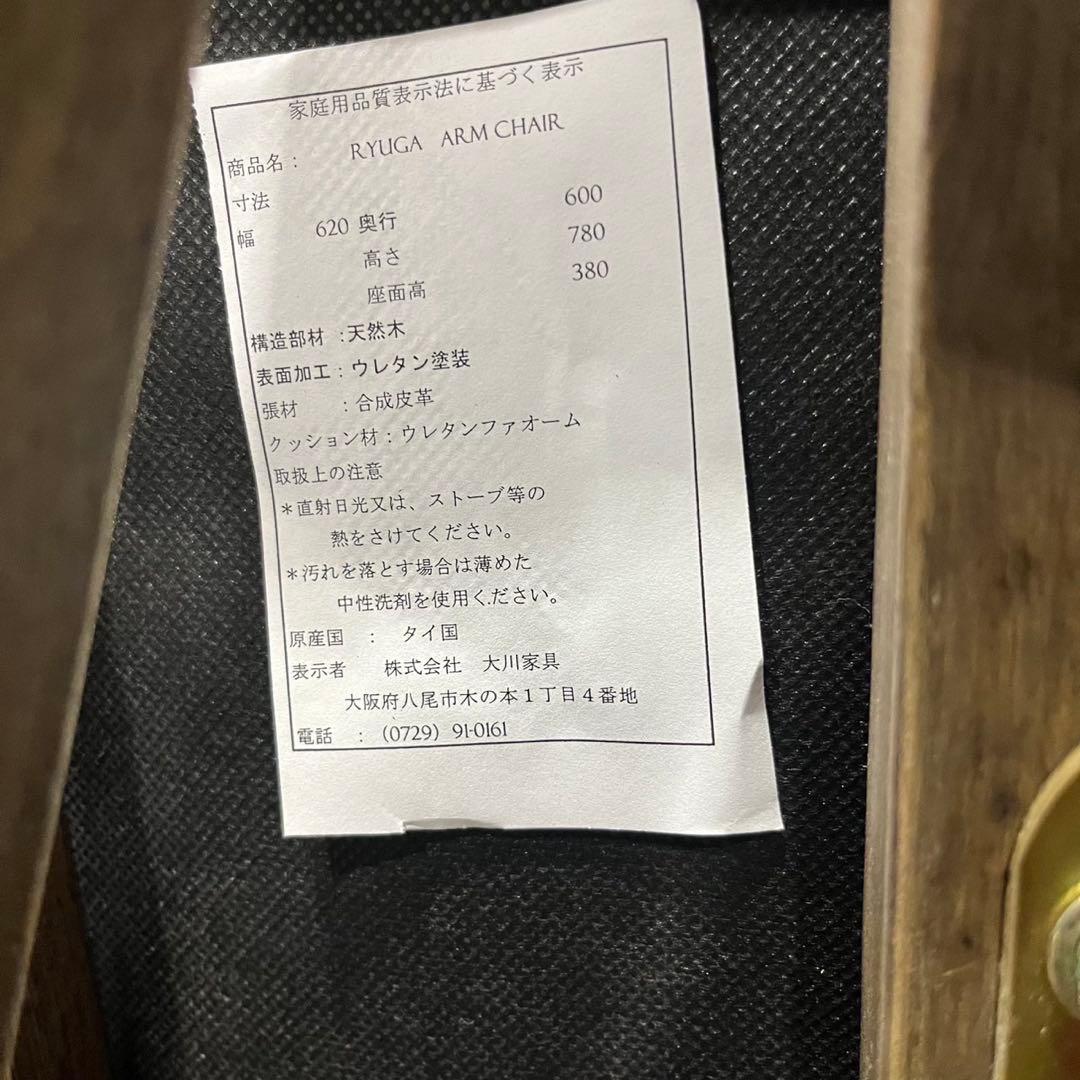 家庭用品質表示法に基づく表示
商品名： RYUGA ARM CHAIR
寸法
幅 620 奥行 600
高さ 780
座面高 380
構造部材 :天然木
表面加工：ウレタン塗装
張材 ：合成皮革
クッション材：ウレタンファオーム
取扱上の注意
＊直射日光又は、ストーブ等の
熱をさけてください。
＊汚れを落とす場合は薄めた
中性洗剤を使用ください。
原産国 ： タイ国
表示者 株式会社 大川家具
大阪府八尾市木の本１丁目４番地
電話 ：（0729）91-0161